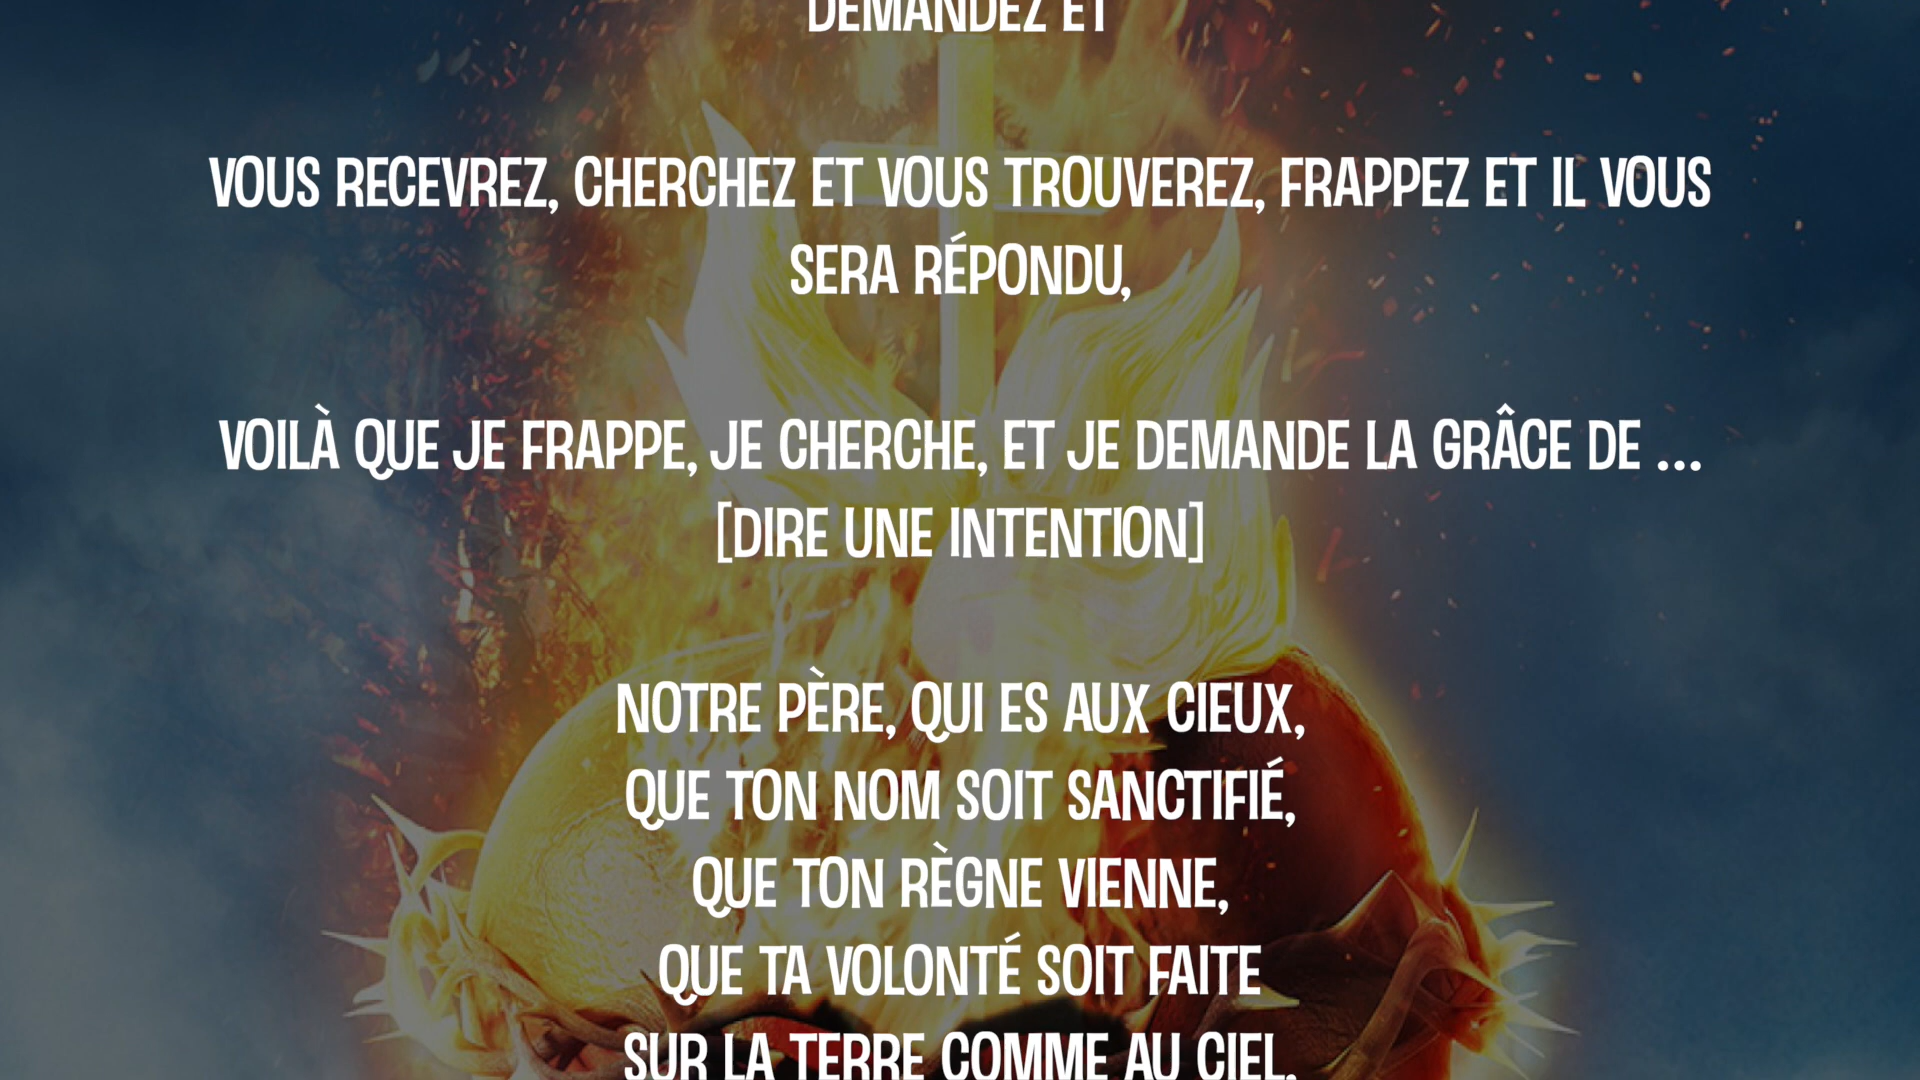 DEMANDEZ ET
VOUS RECEVREZ, CHERCHEZ ET VOUS TROUVEREZ, FRAPPEZ ET IL VOUS
SERA RÉPONDU,
VOILÀ QUE JE FRAPPE, JE CHERCHE, ET JE DEMANDE LA GRÂCE DE ...
[DIRE UNE INTENTION]
NOTRE PÈRE, QUI ES AUX CIEUX,
QUE TON NOM SOIT SANCTIFIÉ,
QUE TON RÈGNE VIENNE,
QUE TA VOLONTÉ SOIT FAITE
SUR LA TERRE COMME AU CIEL.